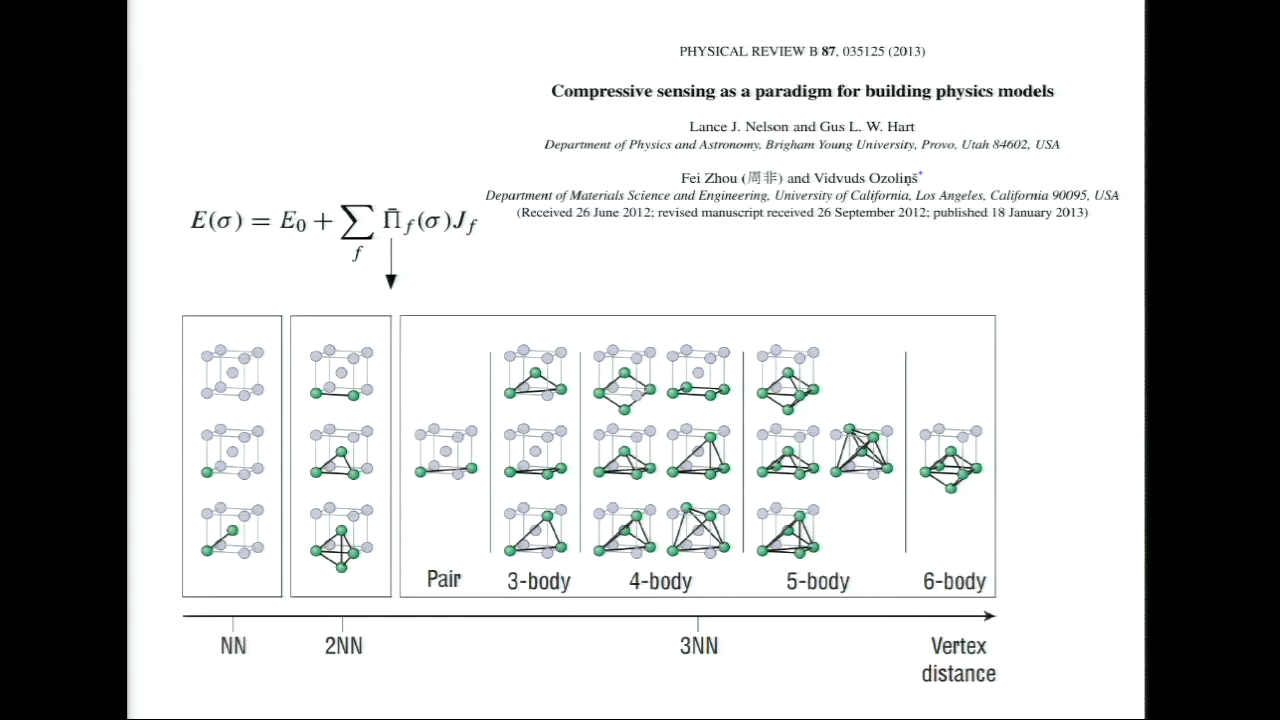 PHYSICAL REVIEW B 87, 035125 (2013)
Compressive sensing as a paradigm for building physics models
Lance J. Nelson and Gus L. W. Hart
Department of Physics and Astronomy, Brigham Young University, Provo, Utah 84602, USA
Fei Zhou (周非) and Vidvuds Ozoliņš*
Department of Materials Science and Engineering, University of California, Los Angeles, California 90095, USA
(Received 26 June 2012; revised manuscript received 26 September 2012; published 18 January 2013)
E(σ) = E₀ + ∑_f Π̄_f(σ)J_f
Pair 3-body 4-body 5-body 6-body
NN 2NN 3NN Vertex
distance